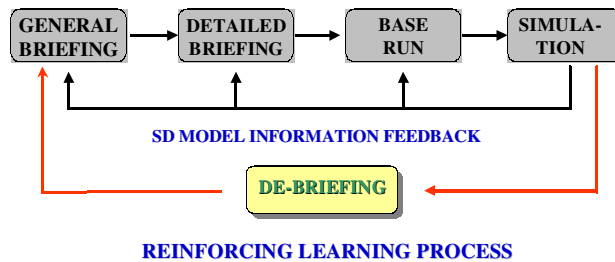 GENERAL
BRIEFING
DETAILED
BRIEFING
BASE
RUN
SIMULA-
TION
SD MODEL INFORMATION FEEDBACK
DE-BRIEFING
REINFORCING LEARNING PROCESS